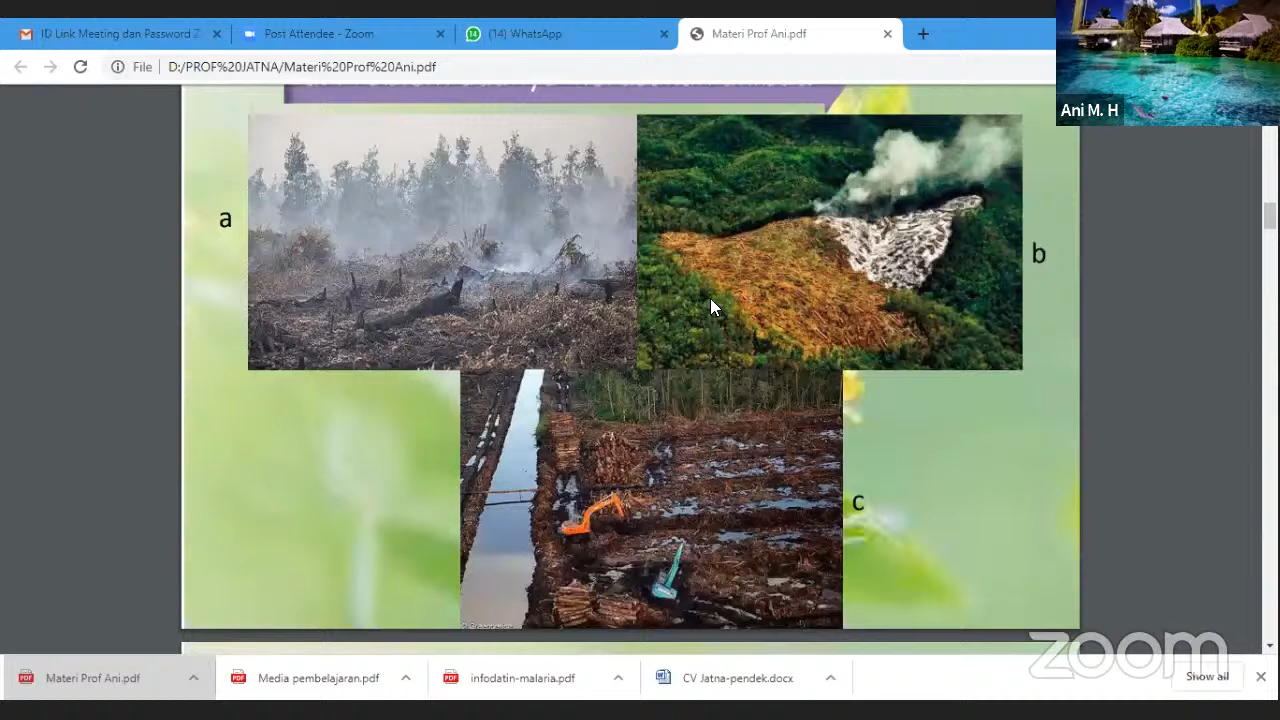 ID Link Meeting dan Password Z
Post Attendee - Zoom
14
(14) WhatsApp
Materi Prof Ani.pdf
File
D:/PROF%20JATNA/Materi%20Prof%20Ani.pdf
Ani M. H
a
b
c
zoom
Materi Prof Ani.pdf
Media pembelajaran.pdf
infodatin-malaria.pdf
CV Jatna-pendek.docx
Show all